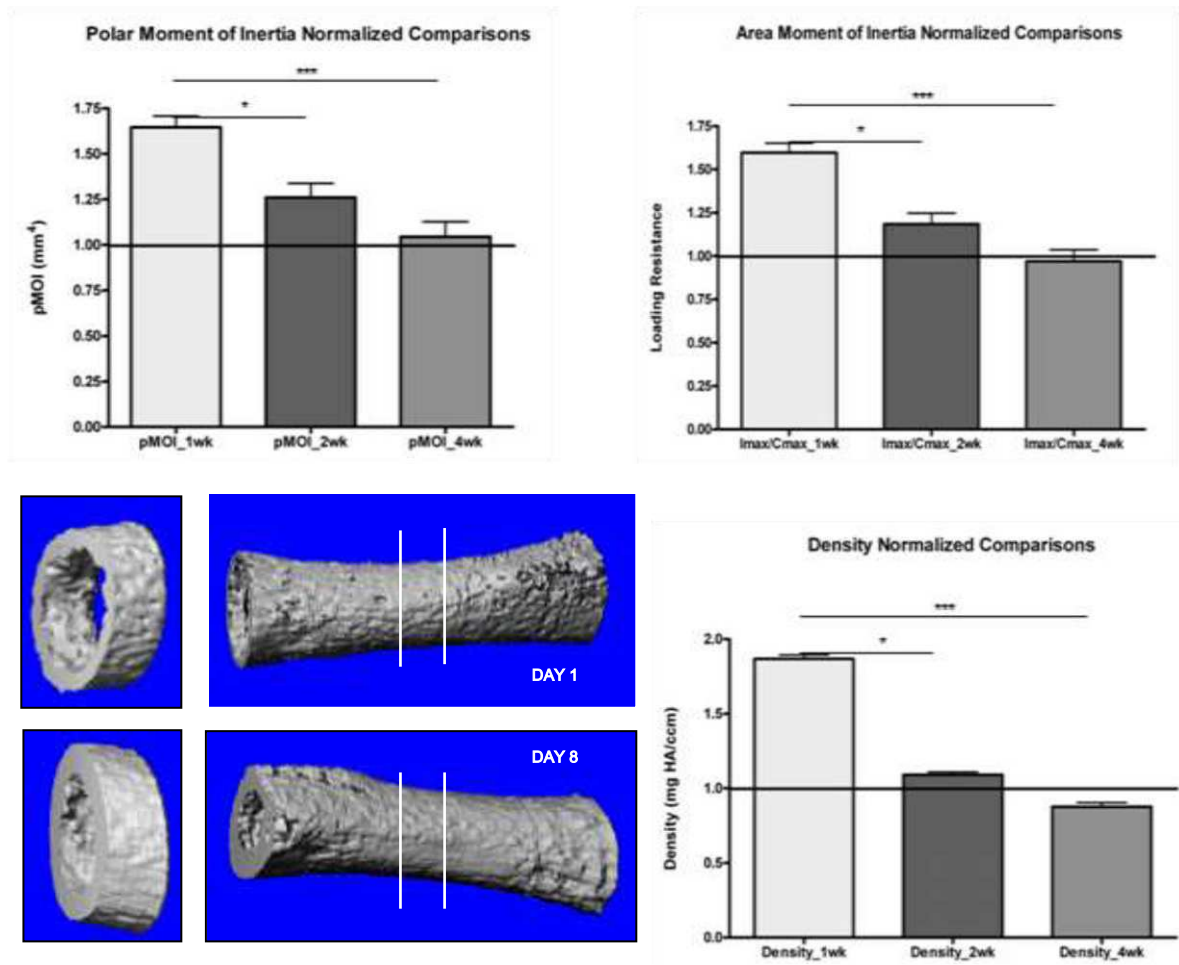 Polar Moment of Inertia Normalized Comparisons
***
*
1.75
1.50
1.25
1.00
0.75
0.50
0.25
0.00
pMOI (mm⁴)
pMOI_1wk pMOI_2wk pMOI_4wk
Area Moment of Inertia Normalized Comparisons
***
*
1.75
1.50
1.25
1.00
0.75
0.50
0.25
0.00
Loading Resistance
Imax/Cmax_1wk Imax/Cmax_2wk Imax/Cmax_4wk
DAY 1
DAY 8
Density Normalized Comparisons
***
*
2.0
1.5
1.0
0.5
0.0
Density (mg HA/ccm)
Density_1wk Density_2wk Density_4wk